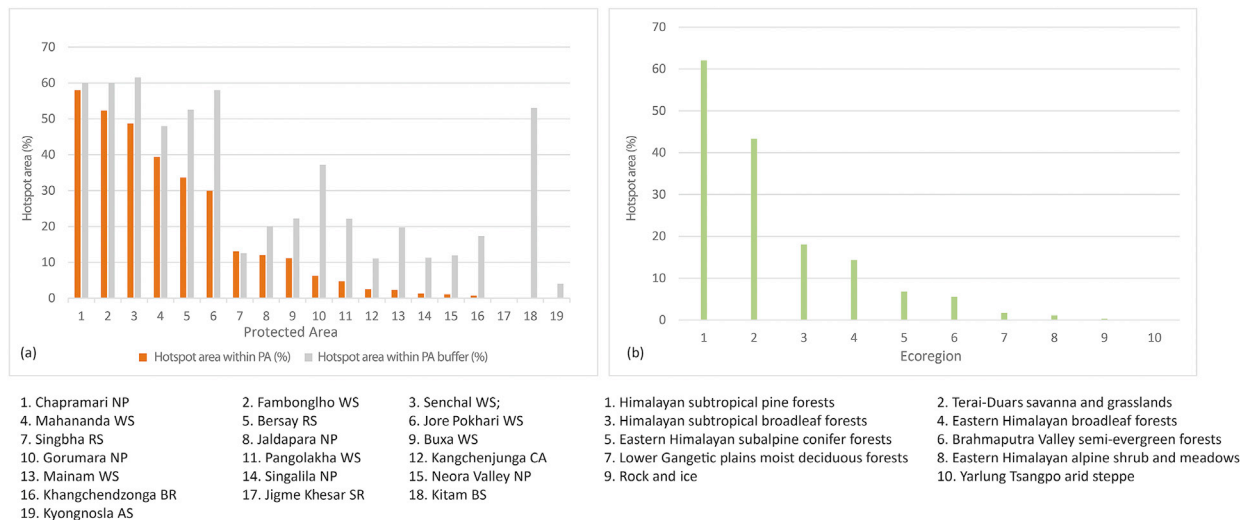 70
60
50
40
30
20
10
0
Hotspot area (%)
1 2 3 4 5 6 7 8 9 10 11 12 13 14 15 16 17 18 19
Protected Area
(a)
Hotspot area within PA (%) Hotspot area within PA buffer (%)
70
60
50
40
30
20
10
0
Hotspot area (%)
1 2 3 4 5 6 7 8 9 10
Ecoregion
(b)
1. Chapramari NP 2. Fambonglho WS 3. Senchal WS;
4. Mahananda WS 5. Bersay RS 6. Jore Pokhari WS
7. Singbha RS 8. Jaldapara NP 9. Buxa WS
10. Gorumara NP 11. Pangolakha WS 12. Kangchenjunga CA
13. Mainam WS 14. Singalila NP 15. Neora Valley NP
16. Khangchendzonga BR 17. Jigme Khesar SR 18. Kitam BS
19. Kyongnosla AS
1. Himalayan subtropical pine forests 2. Terai-Duars savanna and grasslands
3. Himalayan subtropical broadleaf forests 4. Eastern Himalayan broadleaf forests
5. Eastern Himalayan subalpine conifer forests 6. Brahmaputra Valley semi-evergreen forests
7. Lower Gangetic plains moist deciduous forests 8. Eastern Himalayan alpine shrub and meadows
9. Rock and ice 10. Yarlung Tsangpo arid steppe